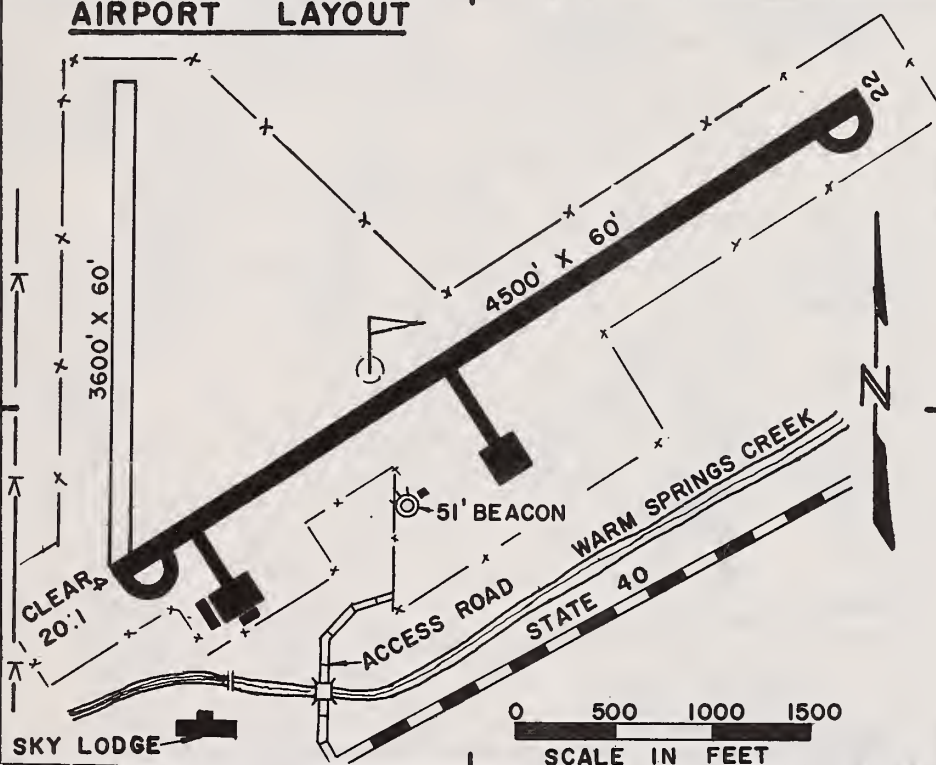 AIRPORT LAYOUT
22
4500' X 60'
3600' X 60'
N
51' BEACON
WARM SPRINGS CREEK
CLEAR 4
20:1
ACCESS ROAD
STATE 40
0 500 1000 1500
SCALE IN FEET
SKY LODGE